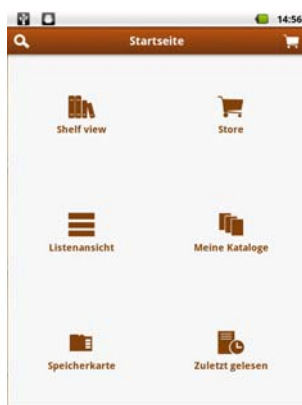 14:56
Startseite
Shelf view
Store
Listenansicht
Meine Kataloge
Speicherkarte
Zuletzt gelesen